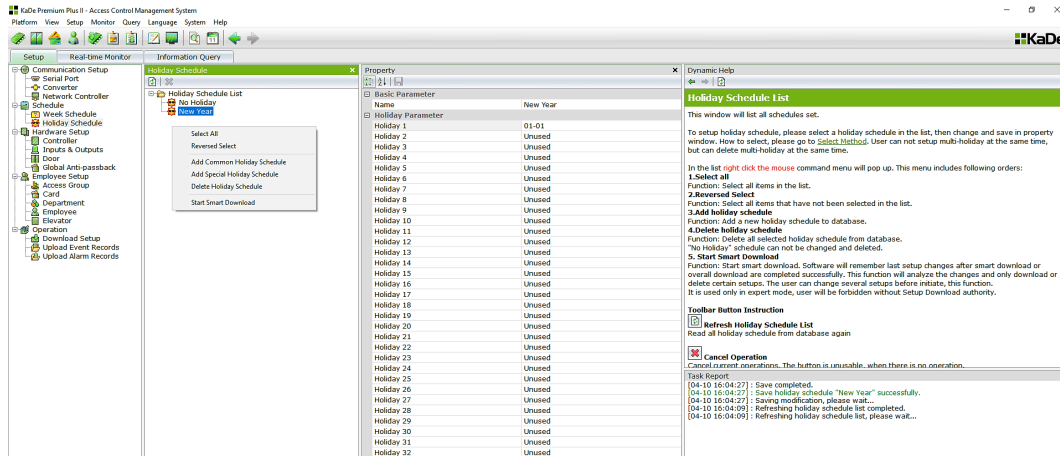 KaDe Premium Plus II - Access Control Management System
Platform View Setup Monitor Query Language System Help
KaDe
Setup Real-time Monitor Information Query
Communication Setup
Serial Port
Converter
Network Controller
Schedule
Week Schedule
Holiday Schedule
Hardware Setup
Controller
Inputs & Outputs
Door
Global Anti-passback
Employee Setup
Access Group
Card
Department
Employee
Elevator
Operation
Download Setup
Upload Event Records
Upload Alarm Records
Holiday Schedule
Holiday Schedule List
No Holiday
New Year
Select All
Reversed Select
Add Common Holiday Schedule
Add Special Holiday Schedule
Delete Holiday Schedule
Start Smart Download
Property
Basic Parameter
Name New Year
Holiday Parameter
Holiday 1 01-01
Holiday 2 Unused
Holiday 3 Unused
Holiday 4 Unused
Holiday 5 Unused
Holiday 6 Unused
Holiday 7 Unused
Holiday 8 Unused
Holiday 9 Unused
Holiday 10 Unused
Holiday 11 Unused
Holiday 12 Unused
Holiday 13 Unused
Holiday 14 Unused
Holiday 15 Unused
Holiday 16 Unused
Holiday 17 Unused
Holiday 18 Unused
Holiday 19 Unused
Holiday 20 Unused
Holiday 21 Unused
Holiday 22 Unused
Holiday 23 Unused
Holiday 24 Unused
Holiday 25 Unused
Holiday 26 Unused
Holiday 27 Unused
Holiday 28 Unused
Holiday 29 Unused
Holiday 30 Unused
Holiday 31 Unused
Holiday 32 Unused
Dynamic Help
Holiday Schedule List
This window will list all schedules set.
To setup holiday schedule, please select a holiday schedule in the list, then change and save in property
window. How to select, please go to Select Method. User can not setup multi-holiday at the same time,
but can delete multi-holiday at the same time.
In the list right click the mouse command menu will pop up. This menu includes following orders:
1.Select all
Function: Select all items in the list.
2.Reversed Select
Function: Select all items that have not been selected in the list.
3.Add holiday schedule
Function: Add a new holiday schedule to database.
4.Delete holiday schedule
Function: Delete all selected holiday schedule from database.
"No Holiday" schedule can not be changed and deleted.
5. Start Smart Download
Function: Start smart download. Software will remember last setup changes after smart download or
overall download are completed successfully. This function will analyze the changes and only download or
delete certain setups. The user can change several setups before initiate, this function.
It is used only in expert mode, user will be forbidden without Setup Download authority.
Toolbar Button Instruction
Refresh Holiday Schedule List
Read all holiday schedule from database again
Cancel Operation
Cancel current operations. The button is unusable, when there is no operation.
Task Report
[04-10 16:04:27] : Save completed.
[04-10 16:04:27] : Save holiday schedule "New Year" successfully.
[04-10 16:04:27] : Saving modification, please wait...
[04-10 16:04:09] : Refreshing holiday schedule list completed.
[04-10 16:04:09] : Refreshing holiday schedule list, please wait...